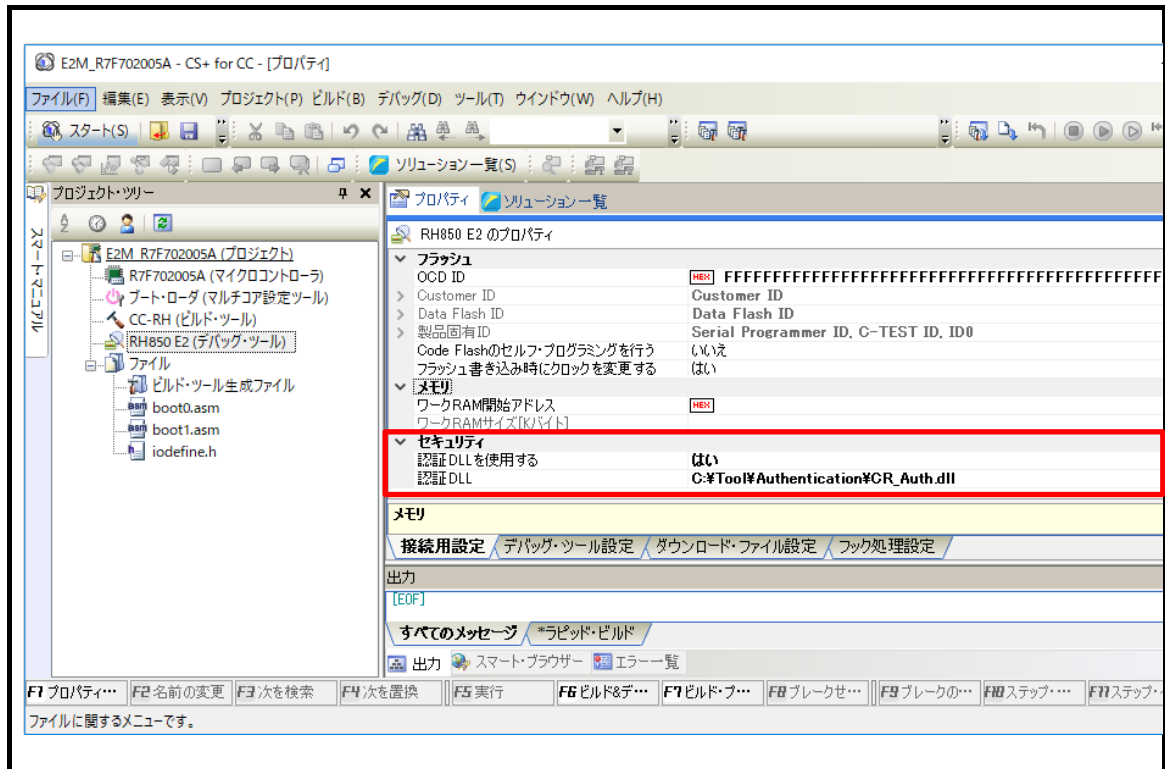 E2M_R7F702005A - CS+ for CC - [プロパティ]
ファイル(F) 編集(E) 表示(V) プロジェクト(P) ビルド(B) デバッグ(D) ツール(T) ウインドウ(W) ヘルプ(H)
スタート(S)
ソリューション一覧(S)
スマート・マニュアル
プロジェクト・ツリー
E2M_R7F702005A (プロジェクト)
R7F702005A (マイクロコントローラ)
ブート・ローダ (マルチコア設定ツール)
CC-RH (ビルド・ツール)
RH850 E2 (デバッグ・ツール)
ファイル
ビルド・ツール生成ファイル
boot0.asm
boot1.asm
iodefine.h
プロパティ ソリューション一覧
RH850 E2 のプロパティ
フラッシュ
OCD ID HEX FFFFFFFFFFFFFFFFFFFFFFFFFFFFFFFFFFFFFFFFFFFFFFF
Customer ID Customer ID
Data Flash ID Data Flash ID
製品固有ID Serial Programmer ID, C-TEST ID, ID0
Code Flashのセルフ・プログラミングを行う いいえ
フラッシュ書き込み時にクロックを変更する はい
メモリ
ワークRAM開始アドレス HEX
ワークRAMサイズ[Kバイト]
セキュリティ
認証DLLを使用する はい
認証DLL C:¥Tool¥Authentication¥CR_Auth.dll
メモリ
接続用設定 デバッグ・ツール設定 ダウンロード・ファイル設定 フック処理設定
出力
[EOF]
すべてのメッセージ *ラピッド・ビルド
出力 スマート・ブラウザー エラー一覧
F1 プロパティ… F2 名前の変更 F3 次を検索 F4 次を置換 F5 実行 F6 ビルド&デ… F7 ビルド・プ… F8 ブレークせ… F9 ブレークの… F10 ステップ・… F11 ステップ・
ファイルに関するメニューです。